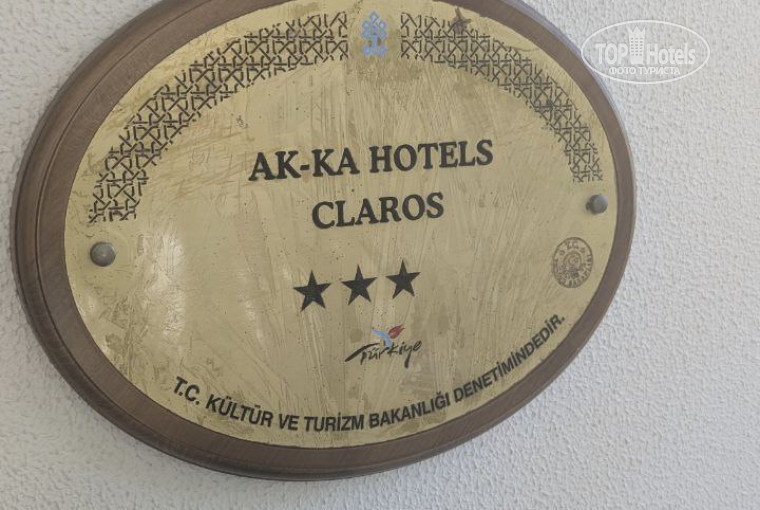 TOP Hotels
ФОТО ТУРИСТА
AK-KA HOTELS
CLAROS
T.C.
Türkiye
T.C. KÜLTÜR VE TURİZM BAKANLIĞI DENETİMİNDEDİR.